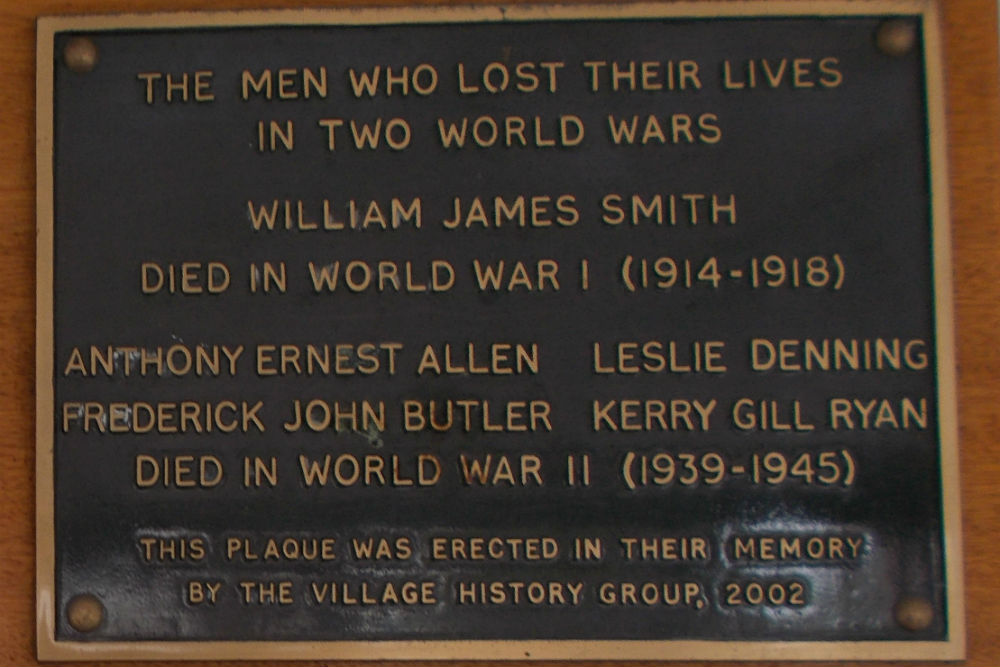 THE MEN WHO LOST THEIR LIVES
IN TWO WORLD WARS
WILLIAM JAMES SMITH
DIED IN WORLD WAR I (1914-1918)
ANTHONY ERNEST ALLEN LESLIE DENNING
FREDERICK JOHN BUTLER KERRY GILL RYAN
DIED IN WORLD WAR II (1939-1945)
THIS PLAQUE WAS ERECTED IN THEIR MEMORY
BY THE VILLAGE HISTORY GROUP, 2002